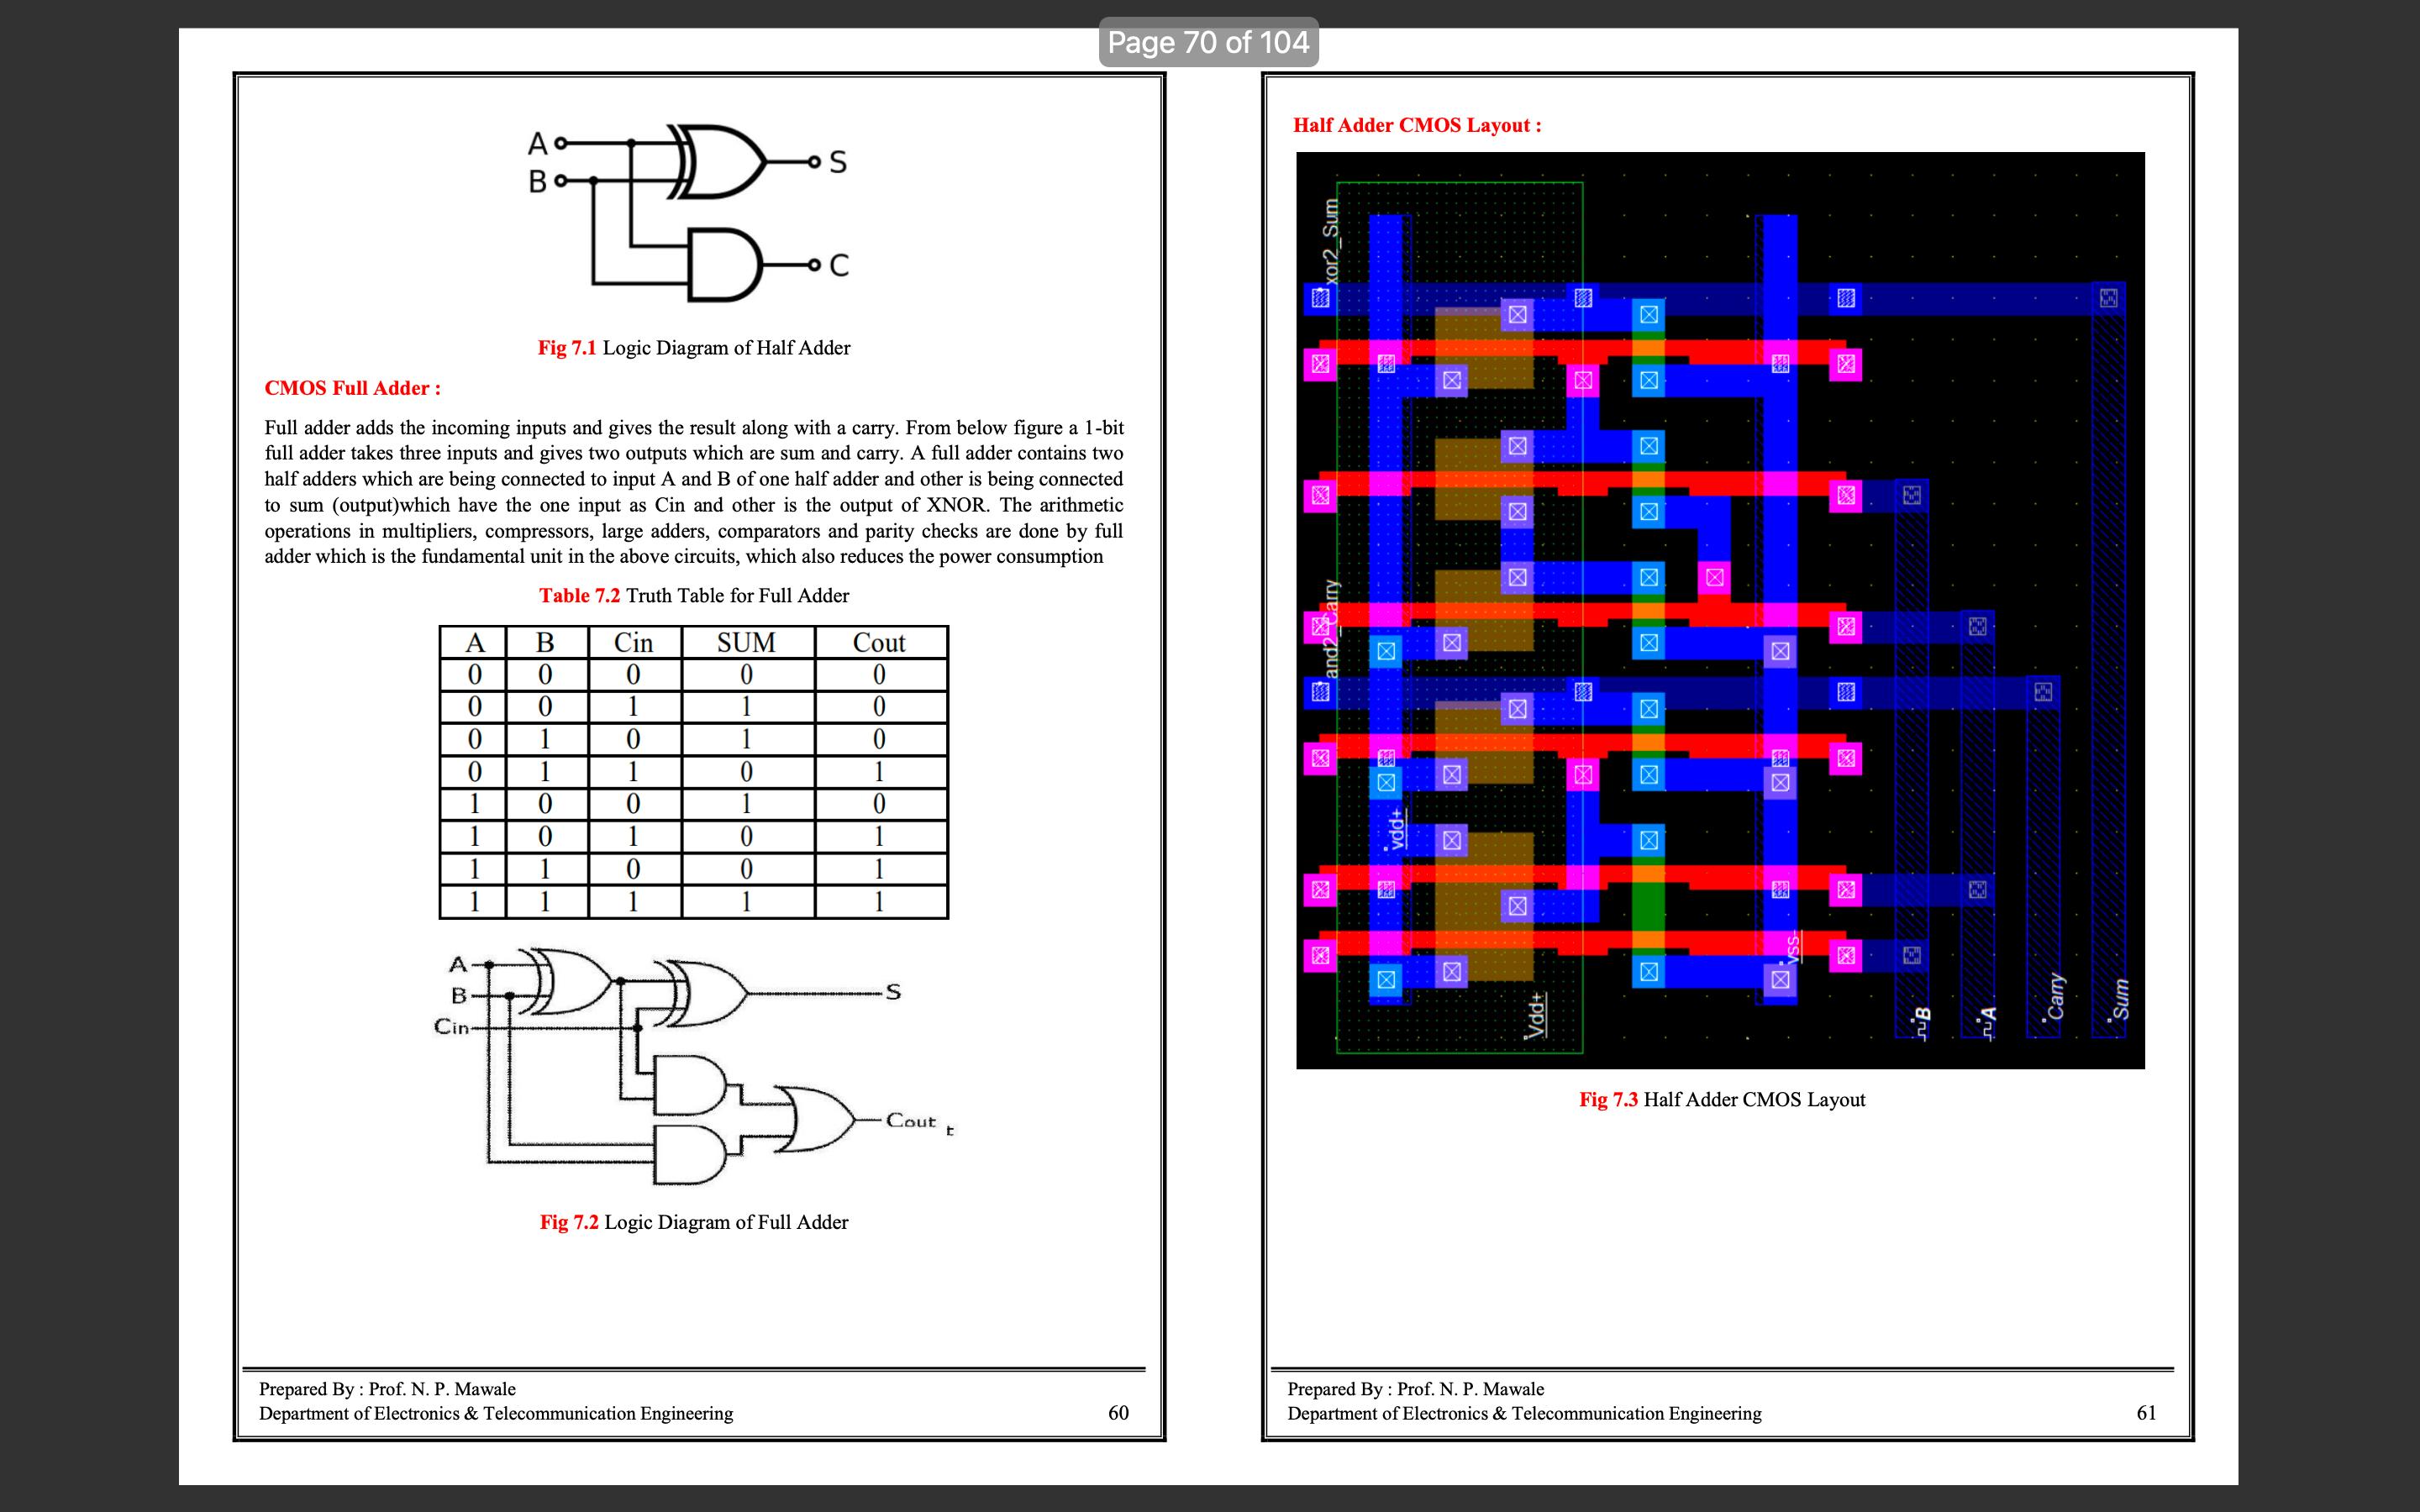 Page 70 of 104
A
B
S
C
Fig 7.1 Logic Diagram of Half Adder
CMOS Full Adder :
Full adder adds the incoming inputs and gives the result along with a carry. From below figure a 1-bit
full adder takes three inputs and gives two outputs which are sum and carry. A full adder contains two
half adders which are being connected to input A and B of one half adder and other is being connected
to sum (output)which have the one input as Cin and other is the output of XNOR. The arithmetic
operations in multipliers, compressors, large adders, comparators and parity checks are done by full
adder which is the fundamental unit in the above circuits, which also reduces the power consumption
Table 7.2 Truth Table for Full Adder
A B Cin SUM Cout
0 0 0 0 0
0 0 1 1 0
0 1 0 1 0
0 1 1 0 1
1 0 0 1 0
1 0 1 0 1
1 1 0 0 1
1 1 1 1 1
A
B
Cin
S
Cout t
Fig 7.2 Logic Diagram of Full Adder
Prepared By : Prof. N. P. Mawale
Department of Electronics & Telecommunication Engineering 60
Half Adder CMOS Layout :
xor2_Sum
and2_Carry
vdd+
Vdd+
vss-
B
A
Carry
Sum
Fig 7.3 Half Adder CMOS Layout
Prepared By : Prof. N. P. Mawale
Department of Electronics & Telecommunication Engineering 61